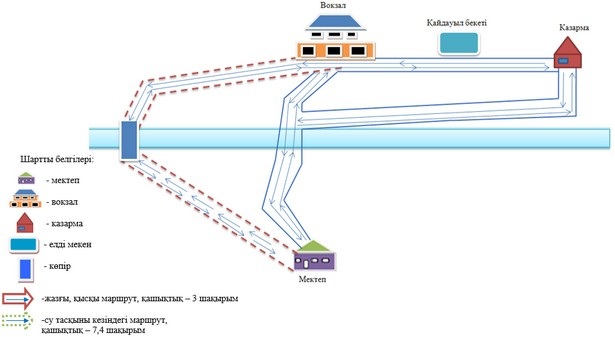 Вокзал
Қайдауыл бекеті
Казарма
Шартты белгілері:
- мектеп
- вокзал
- казарма
- елді мекен
- көпір
Мектеп
-жазғы, қысқы маршрут, қашықтық – 3 шақырым
-су тасқыны кезіндегі маршрут,
қашықтық – 7,4 шақырым